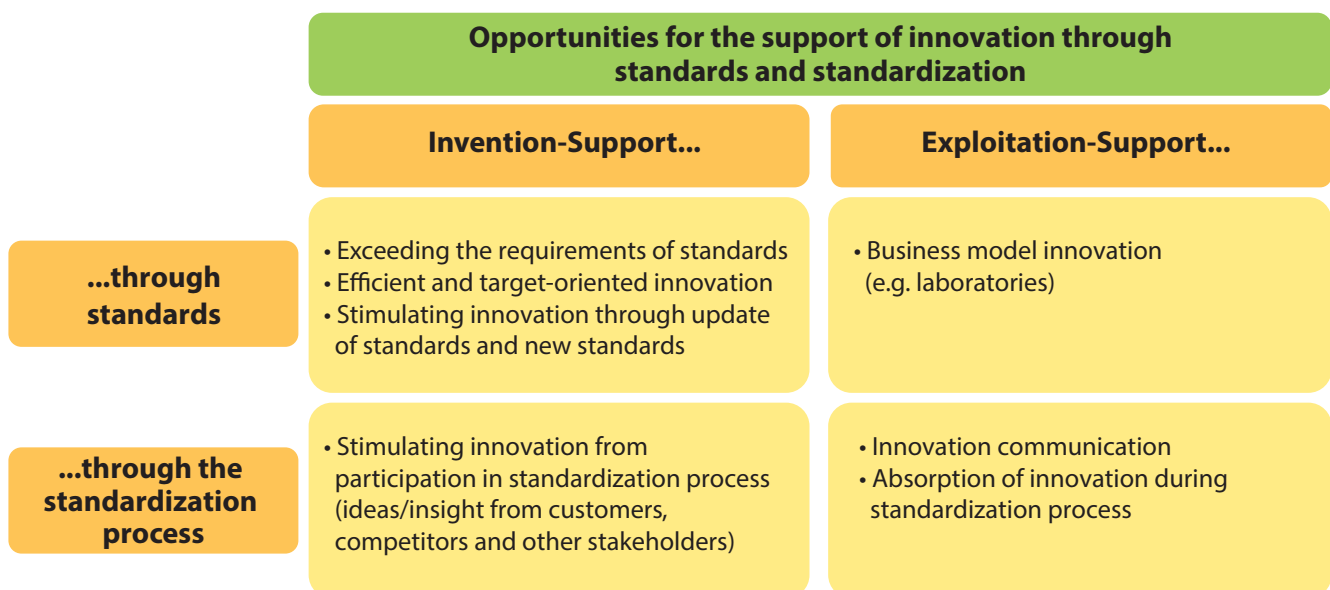 Opportunities for the support of innovation through
standards and standardization
Invention-Support...
Exploitation-Support...
...through
standards
• Exceeding the requirements of standards
• Efficient and target-oriented innovation
• Stimulating innovation through update
of standards and new standards
• Business model innovation
(e.g. laboratories)
...through the
standardization
process
• Stimulating innovation from
participation in standardization process
(ideas/insight from customers,
competitors and other stakeholders)
• Innovation communication
• Absorption of innovation during
standardization process